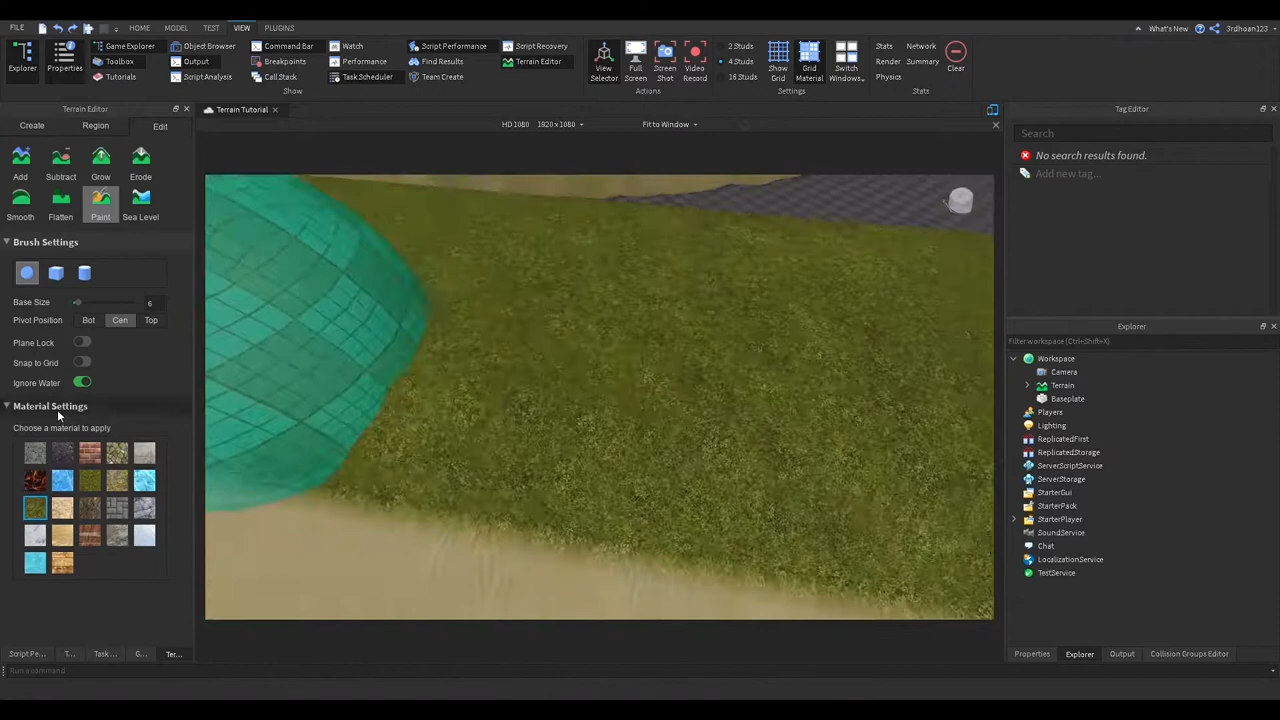 FILE HOME MODEL TEST VIEW PLUGINS What's New 3rdhoan123
Explorer Properties Game Explorer Object Browser Command Bar Watch Script Performance Script Recovery
Toolbox Output Breakpoints Performance Find Results Terrain Editor
Tutorials Script Analysis Call Stack Task Scheduler Team Create
Show
View Selector Full Screen Screen Shot Video Record
Actions
2 Studs
4 Studs
16 Studs
Show Grid Grid Material Switch Windows..
Settings
Stats Network
Render Summary
Physics
Clear
Stats
Terrain Editor
Create Region Edit
Add Subtract Grow Erode
Smooth Flatten Paint Sea Level
Brush Settings
Base Size 6
Pivot Position Bot Cen Top
Plane Lock
Snap to Grid
Ignore Water
Material Settings
Choose a material to apply
Script Pe... T... Task... G... Ter...
Run a command
Terrain Tutorial
HD 1080 1920 x 1080 Fit to Window
Tag Editor
Search
No search results found.
Add new tag...
Explorer
Filter workspace (Ctrl+Shift+X)
Workspace
Camera
Terrain
Baseplate
Players
Lighting
ReplicatedFirst
ReplicatedStorage
ServerScriptService
ServerStorage
StarterGui
StarterPack
StarterPlayer
SoundService
Chat
LocalizationService
TestService
Properties Explorer Output Collision Groups Editor